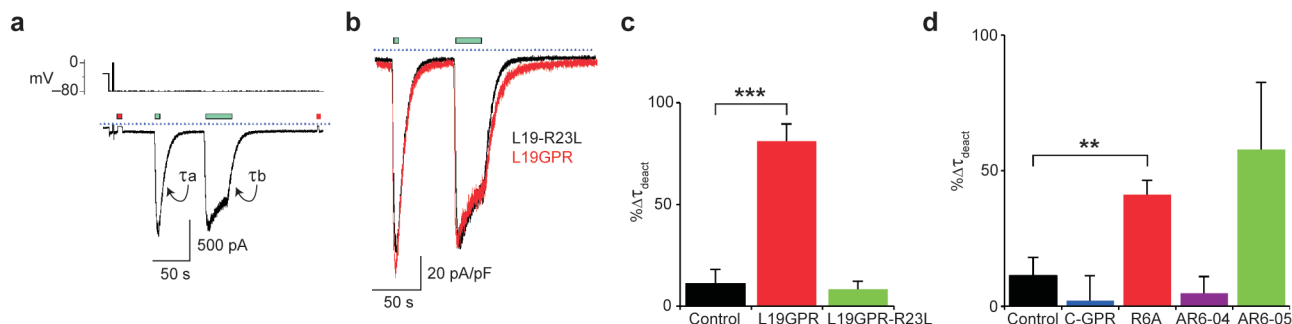 a
0
mV
−80
τa
τb
500 pA
50 s
b
L19-R23L
L19GPR
20 pA/pF
50 s
c
***
100
50
0
%Δτdeact
Control L19GPR L19GPR-R23L
d
**
100
50
0
%Δτdeact
Control C-GPR R6A AR6-04 AR6-05